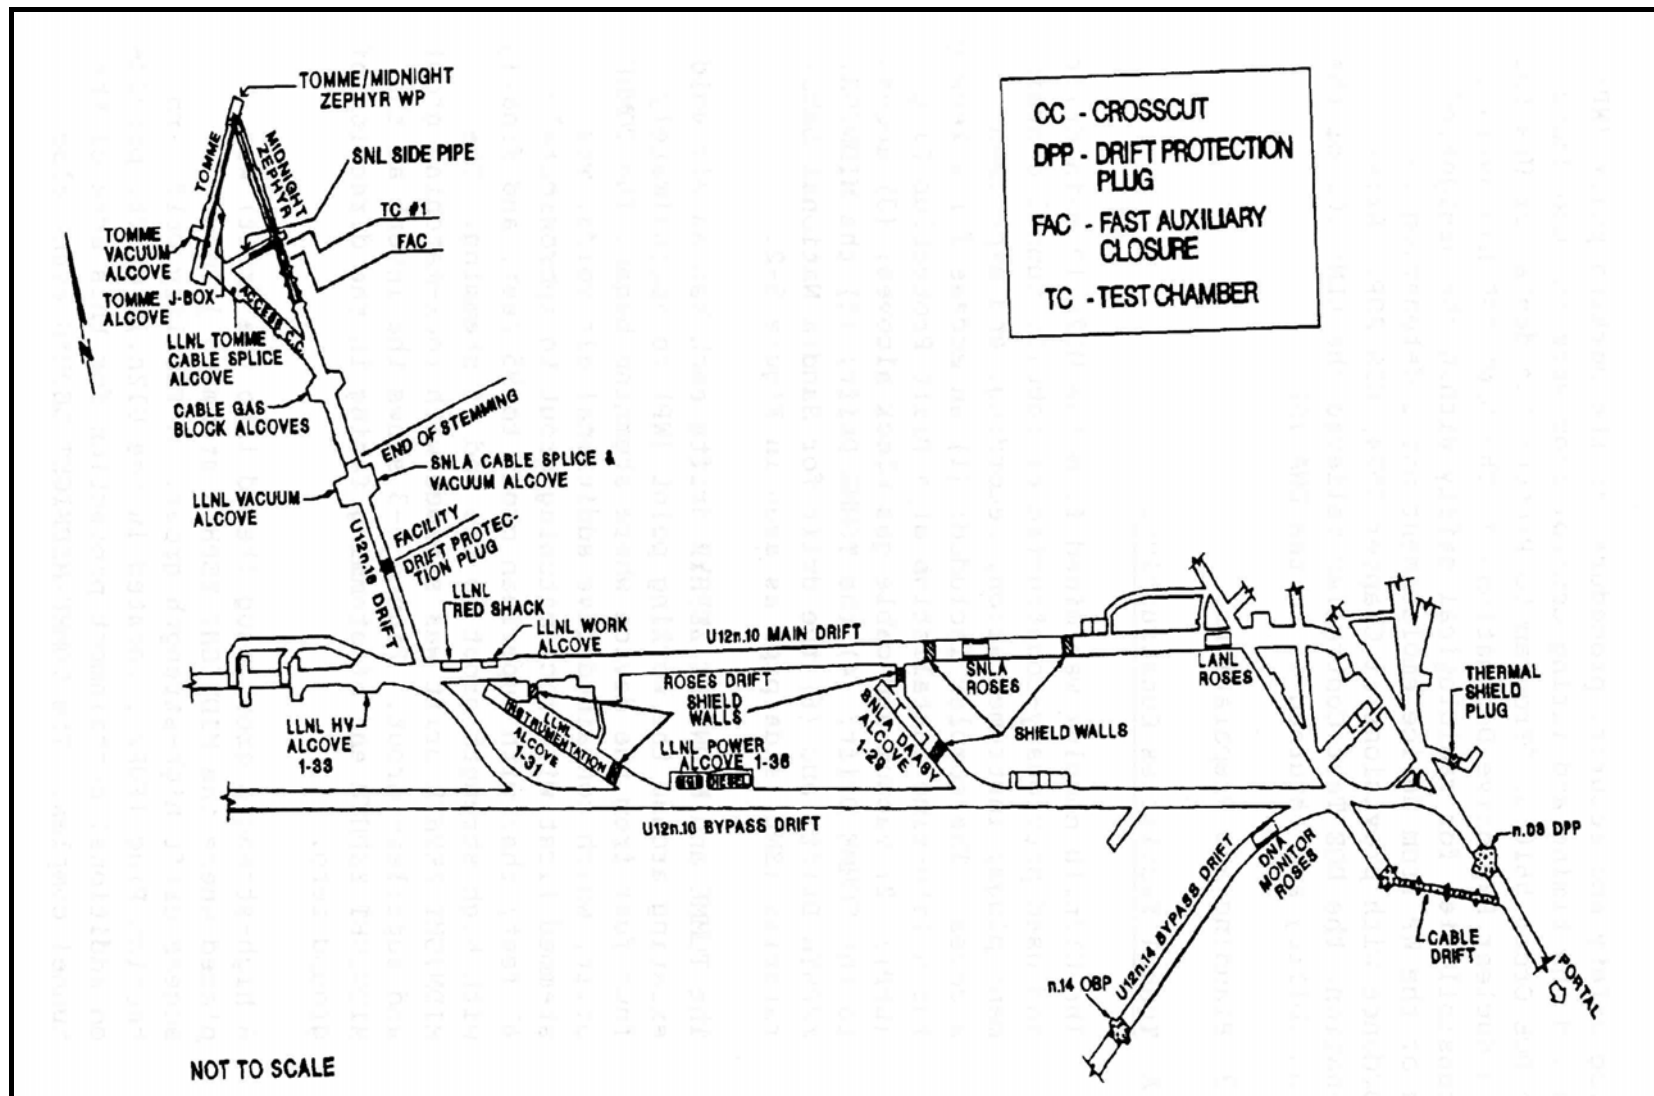 TOMME/MIDNIGHT
ZEPHYR WP
TOMME
MIDNIGHT
ZEPHYR
SNL SIDE PIPE
TC #1
FAC
TOMME
VACUUM
ALCOVE
TOMME J-BOX
ALCOVE
ACCESS C.C.
LLNL TOMME
CABLE SPLICE
ALCOVE
CABLE GAS
BLOCK ALCOVES
END OF STEMMING
SNLA CABLE SPLICE &
VACUUM ALCOVE
LLNL VACUUM
ALCOVE
FACILITY
DRIFT PROTEC-
TION PLUG
U12n.18 DRIFT
CC - CROSSCUT
DPP - DRIFT PROTECTION
PLUG
FAC - FAST AUXILIARY
CLOSURE
TC - TEST CHAMBER
LLNL
RED SHACK
LLNL WORK
ALCOVE
U12n.10 MAIN DRIFT
ROSES DRIFT
SHIELD
WALLS
SNLA
ROSES
LANL
ROSES
THERMAL
SHIELD
PLUG
LLNL HV
ALCOVE
1-33
LLNL
INSTRUMENTATION
ALCOVE
1-31
LLNL POWER
ALCOVE 1-36
SNLA DAASY
ALCOVE
1-29
SHIELD WALLS
U12n.10 BYPASS DRIFT
DNA
MONITOR
ROSES
n.08 DPP
U12n.14 BYPASS DRIFT
CABLE
DRIFT
n.14 OBP
PORTAL
NOT TO SCALE